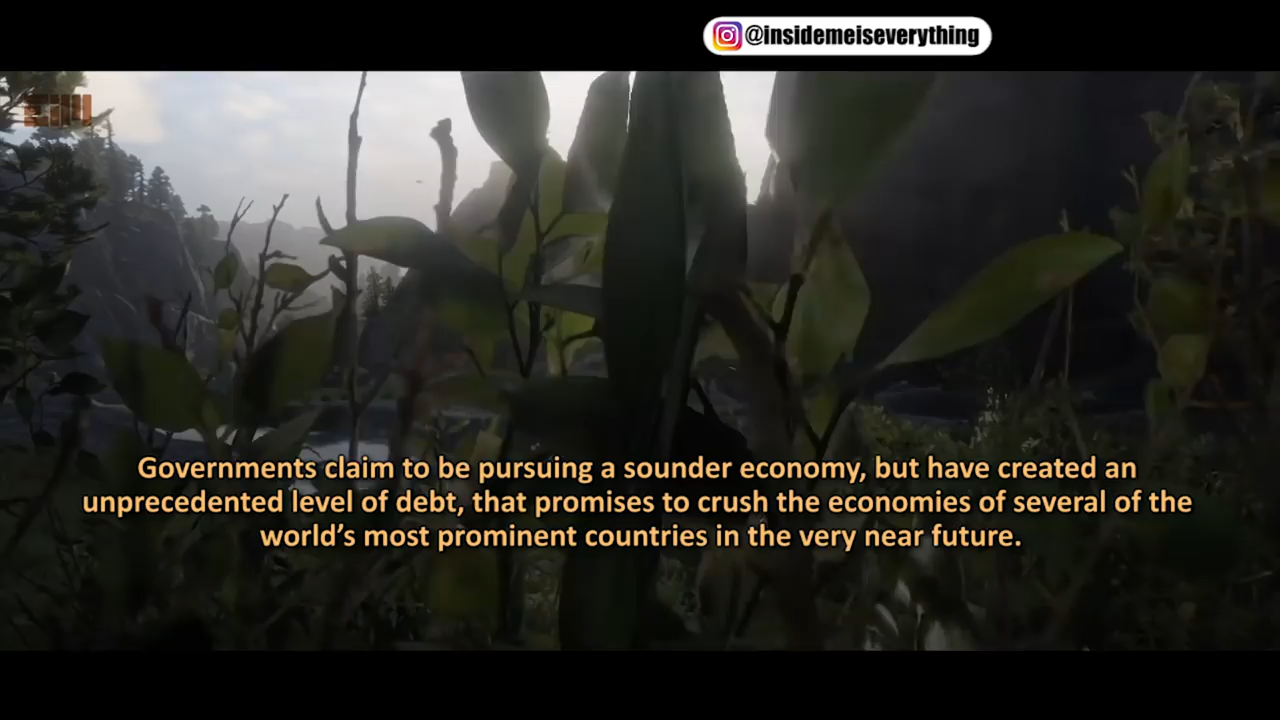 @insidemeiseverything
Governments claim to be pursuing a sounder economy, but have created an
unprecedented level of debt, that promises to crush the economies of several of the
world’s most prominent countries in the very near future.